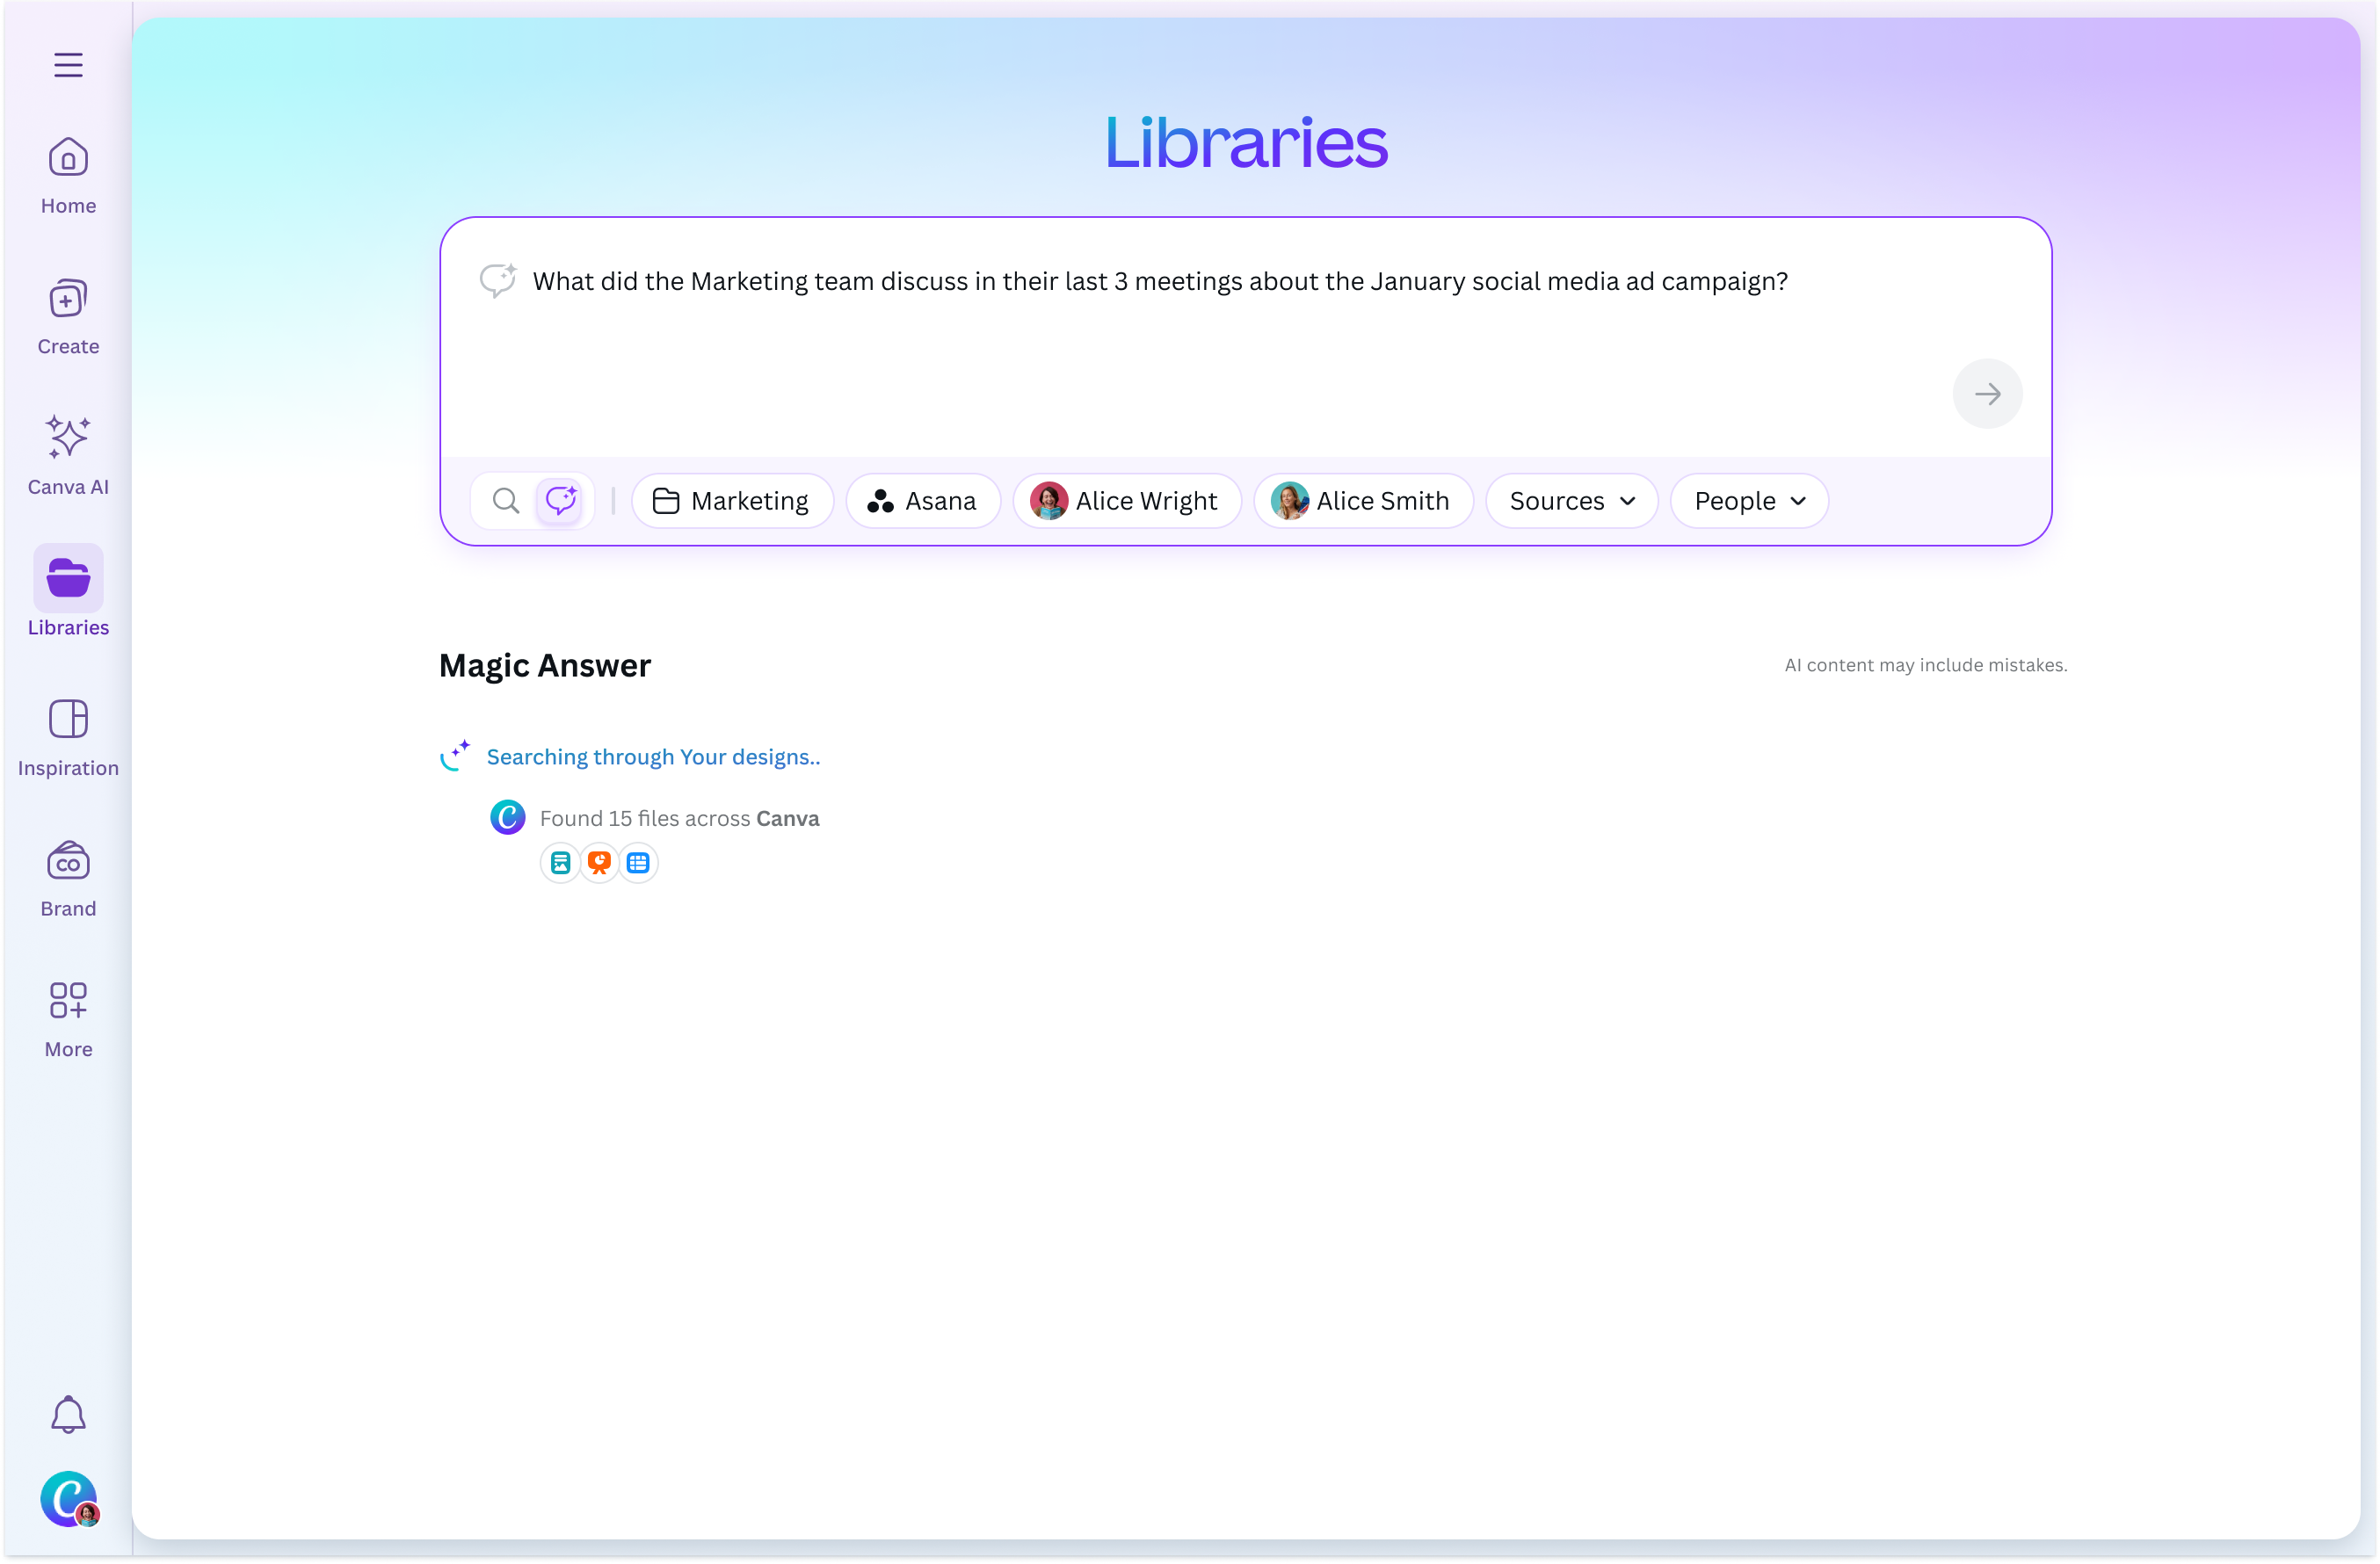 Home
Create
Canva AI
Libraries
Inspiration
CO
Brand
More
Libraries
What did the Marketing team discuss in their last 3 meetings about the January social media ad campaign?
Marketing
Asana
Alice Wright
Alice Smith
Sources
People
Magic Answer
AI content may include mistakes.
Searching through Your designs..
C
Found 15 files across Canva
C